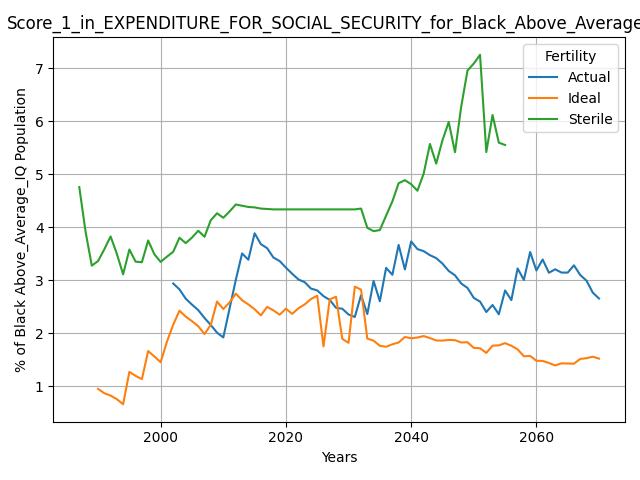 Score_1_in_EXPENDITURE_FOR_SOCIAL_SECURITY_for_Black_Above_Average
Fertility
Actual
Ideal
Sterile
% of Black Above_Average_IQ Population
7
6
5
4
3
2
1
2000
2020
2040
2060
Years